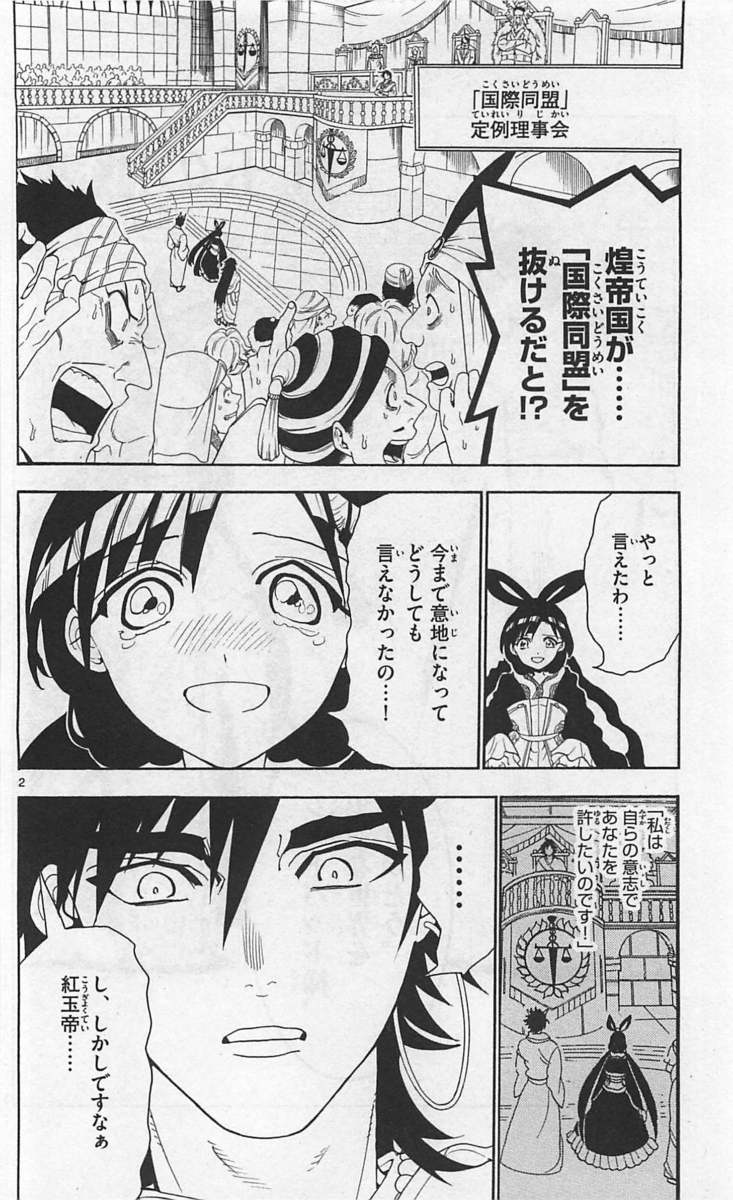 「国際同盟」
定例理事会
煌帝国が……
「国際同盟」を
抜けるだと!?
やっと
言えたわ……
今まで意地になって
どうしても
言えなかったの…！
2
「私は
自らの意志で
あなたを
許したいのです！」
……
し、しかしですなぁ
紅玉帝……